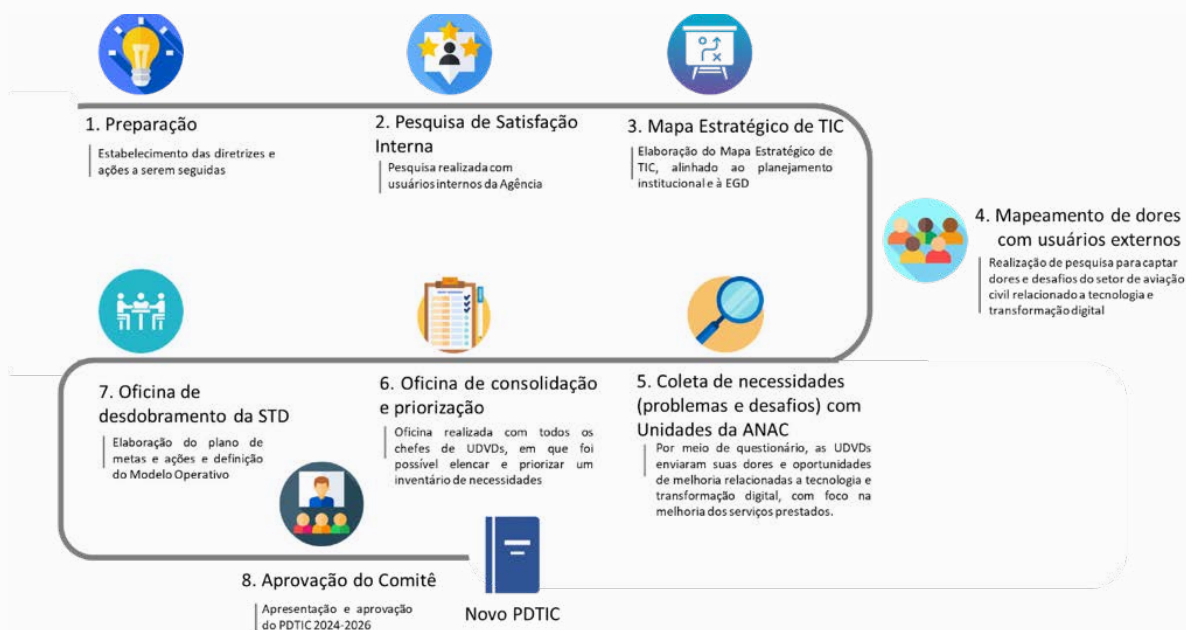 1. Preparação
Estabelecimento das diretrizes e
ações a serem seguidas
2. Pesquisa de Satisfação
Interna
Pesquisa realizada com
usuários internos da Agência
3. Mapa Estratégico de TIC
Elaboração do Mapa Estratégico de
TIC, alinhado ao planejamento
institucional e à EGD
4. Mapeamento de dores
com usuários externos
Realização de pesquisa para captar
dores e desafios do setor de aviação
civil relacionado a tecnologia e
transformação digital
5. Coleta de necessidades
(problemas e desafios) com
Unidades da ANAC
Por meio de questionário, as UDVDs
enviaram suas dores e oportunidades
de melhoria relacionadas a tecnologia e
transformação digital, com foco na
melhoria dos serviços prestados.
6. Oficina de consolidação
e priorização
Oficina realizada com todos os
chefes de UDVDs, em que foi
possível elencar e priorizar um
inventário de necessidades
7. Oficina de
desdobramento da STD
Elaboração do plano de
metas e ações e definição
do Modelo Operativo
8. Aprovação do Comitê
Apresentação e aprovação
do PDTIC 2024-2026
Novo PDTIC